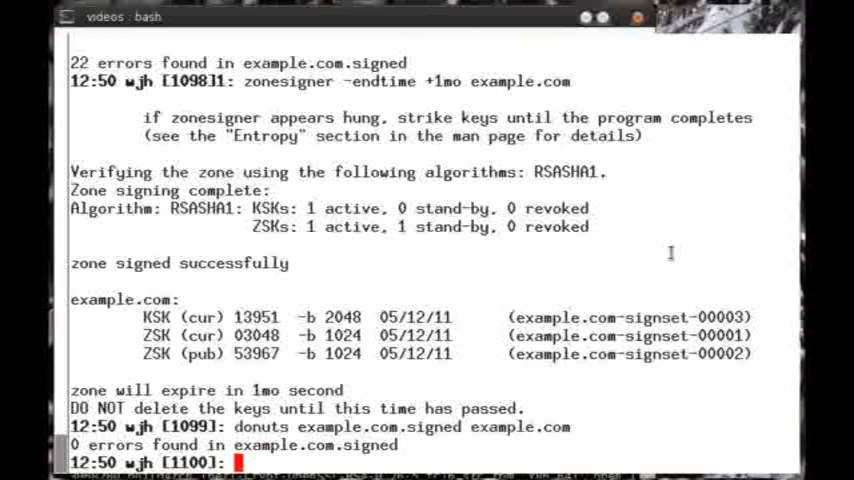 videos : bash
22 errors found in example.com.signed
12:50 wjh [1098]1: zonesigner -endtime +1mo example.com
if zonesigner appears hung, strike keys until the program completes
(see the "Entropy" section in the man page for details)
Verifying the zone using the following algorithms: RSASHA1.
Zone signing complete:
Algorithm: RSASHA1: KSKs: 1 active, 0 stand-by, 0 revoked
ZSKs: 1 active, 1 stand-by, 0 revoked
zone signed successfully
example.com:
KSK (cur) 13951 -b 2048 05/12/11 (example.com-signset-00003)
ZSK (cur) 03048 -b 1024 05/12/11 (example.com-signset-00001)
ZSK (pub) 53967 -b 1024 05/12/11 (example.com-signset-00002)
zone will expire in 1mo second
DO NOT delete the keys until this time has passed.
12:50 wjh [1099]: donuts example.com.signed example.com
0 errors found in example.com.signed
12:50 wjh [1100]: